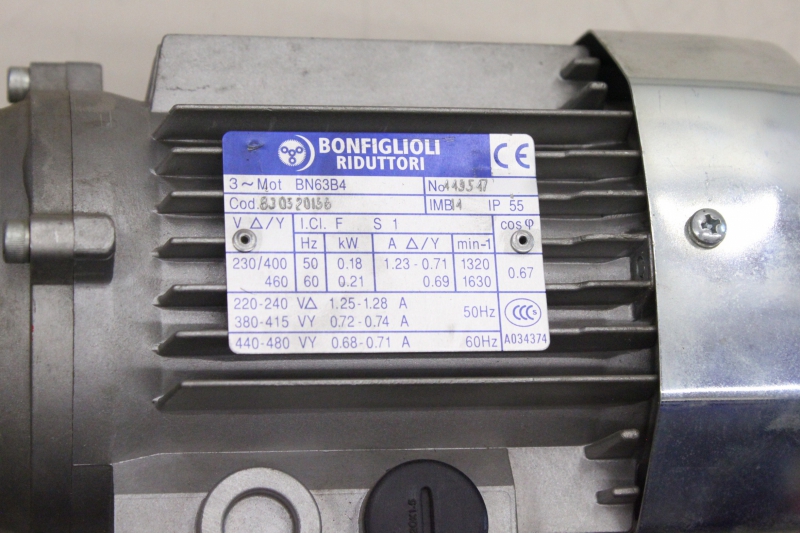 BONFIGLIOLI
RIDUTTORI
CE
3~Mot BN63B4 No
Cod. IMB14 IP 55
V △/Y I.Cl. F S 1 cosφ
Hz kW A △/Y min-1
230/400 50 0.18 1.23-0.71 1320 0.67
460 60 0.21 0.69 1630
220-240 V△ 1.25-1.28 A 50Hz
380-415 VY 0.72-0.74 A
CCC
440-480 VY 0.68-0.71 A 60Hz A034374